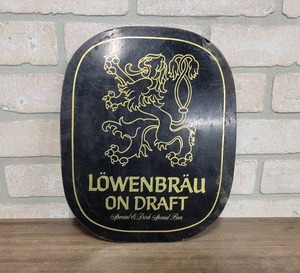 LÖWENBRÄU
ON DRAFT
Special & Dark Special Beer